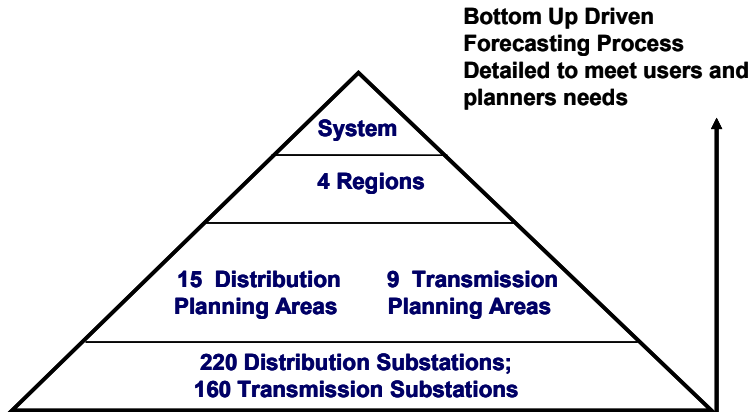 Bottom Up Driven
Forecasting Process
Detailed to meet users and
planners needs
System
4 Regions
15 Distribution
Planning Areas
9 Transmission
Planning Areas
220 Distribution Substations;
160 Transmission Substations